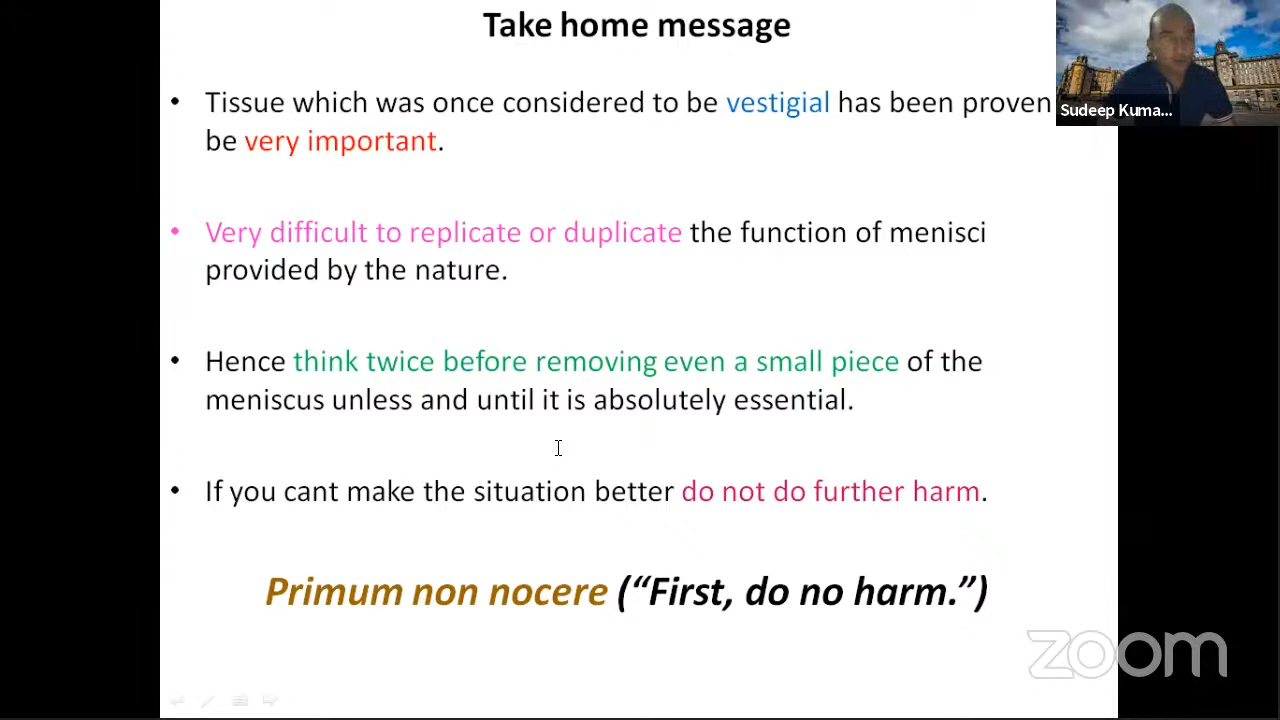 Take home message
• Tissue which was once considered to be vestigial has been proven
be very important.
• Very difficult to replicate or duplicate the function of menisci
provided by the nature.
• Hence think twice before removing even a small piece of the
meniscus unless and until it is absolutely essential.
• If you cant make the situation better do not do further harm.
Primum non nocere (“First, do no harm.”)
Sudeep Kuma...
zoom